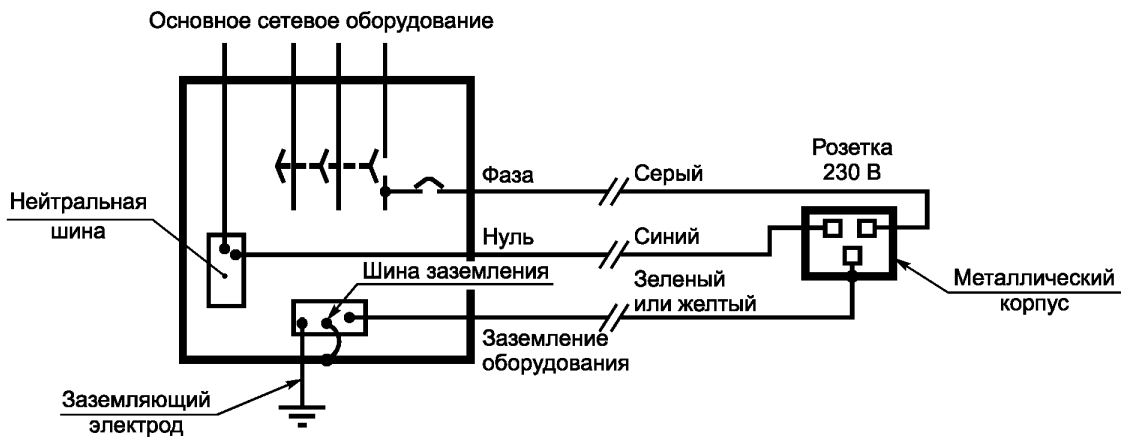 Основное сетевое оборудование
Фаза
Серый
Розетка
230 В
Нейтральная
шина
Нуль
Синий
Шина заземления
Зеленый
или желтый
Металлический
корпус
Заземление
оборудования
Заземляющий
электрод